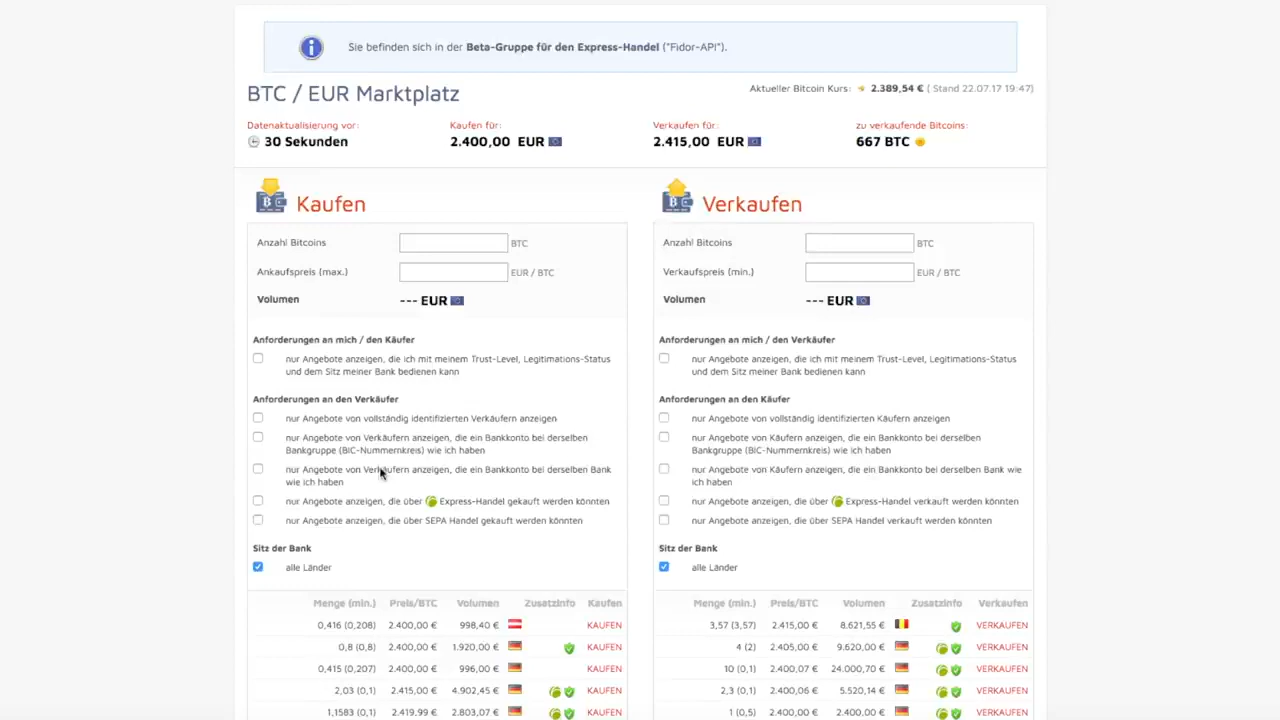 Sie befinden sich in der Beta-Gruppe für den Express-Handel ("Fidor-API").
BTC / EUR Marktplatz
Aktueller Bitcoin Kurs: 2.389,54 € ( Stand 22.07.17 19:47)
Datenaktualisierung vor: Kaufen für: Verkaufen für: zu verkaufende Bitcoins:
30 Sekunden 2.400,00 EUR 2.415,00 EUR 667 BTC
Kaufen
Anzahl Bitcoins BTC
Ankaufspreis (max.) EUR / BTC
Volumen --- EUR
Anforderungen an mich / den Käufer
nur Angebote anzeigen, die ich mit meinem Trust-Level, Legitimations-Status
und dem Sitz meiner Bank bedienen kann
Anforderungen an den Verkäufer
nur Angebote von vollständig identifizierten Verkäufern anzeigen
nur Angebote von Verkäufern anzeigen, die ein Bankkonto bei derselben
Bankgruppe (BIC-Nummernkreis) wie ich haben
nur Angebote von Verkäufern anzeigen, die ein Bankkonto bei derselben Bank
wie ich haben
nur Angebote anzeigen, die über Express-Handel gekauft werden könnten
nur Angebote anzeigen, die über SEPA Handel gekauft werden könnten
Sitz der Bank
alle Länder
Menge (min.) Preis/BTC Volumen Zusatzinfo Kaufen
0,416 (0,208) 2.400,00 € 998,40 € KAUFEN
0,8 (0,8) 2.400,00 € 1.920,00 € KAUFEN
0,415 (0,207) 2.400,00 € 996,00 € KAUFEN
2,03 (0,1) 2.415,00 € 4.902,45 € KAUFEN
1,1583 (0,1) 2.419,99 € 2.803,07 € KAUFEN
Verkaufen
Anzahl Bitcoins BTC
Verkaufspreis (min.) EUR / BTC
Volumen --- EUR
Anforderungen an mich / den Verkäufer
nur Angebote anzeigen, die ich mit meinem Trust-Level, Legitimations-Status
und dem Sitz meiner Bank bedienen kann
Anforderungen an den Käufer
nur Angebote von vollständig identifizierten Käufern anzeigen
nur Angebote von Käufern anzeigen, die ein Bankkonto bei derselben
Bankgruppe (BIC-Nummernkreis) wie ich haben
nur Angebote von Käufern anzeigen, die ein Bankkonto bei derselben Bank wie
ich haben
nur Angebote anzeigen, die über Express-Handel verkauft werden könnten
nur Angebote anzeigen, die über SEPA Handel verkauft werden könnten
Sitz der Bank
alle Länder
Menge (min.) Preis/BTC Volumen Zusatzinfo Verkaufen
3,57 (3,57) 2.415,00 € 8.621,55 € VERKAUFEN
4 (2) 2.405,00 € 9.620,00 € VERKAUFEN
10 (0,1) 2.400,07 € 24.000,70 € VERKAUFEN
2,3 (0,1) 2.400,06 € 5.520,14 € VERKAUFEN
1 (0,5) 2.400,00 € 2.400,00 € VERKAUFEN